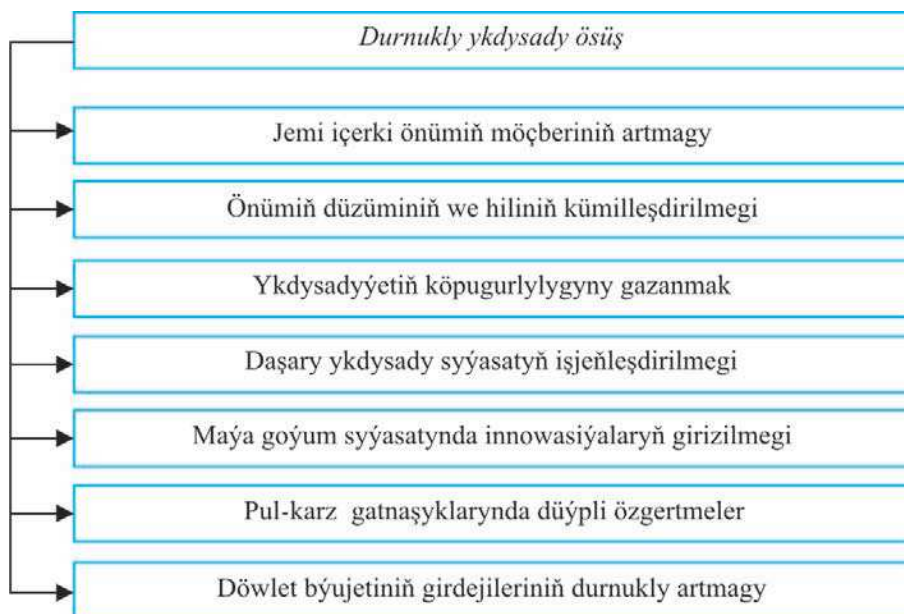 Durnukly ykdysady ösüş
Jemi içerki önümiň möçberiniň artmagy
Önümiň düzüminiň we hiliniň kümilleşdirilmegi
Ykdysadyýetiň köpugurlylygyny gazanmak
Daşary ykdysady syýasatyň işjeňleşdirilmegi
Maýa goýum syýasatynda innowasiýalaryň girizilmegi
Pul-karz gatnaşyklarynda düýpli özgertmeler
Döwlet býujetiniň girdejileriniň durnukly artmagy